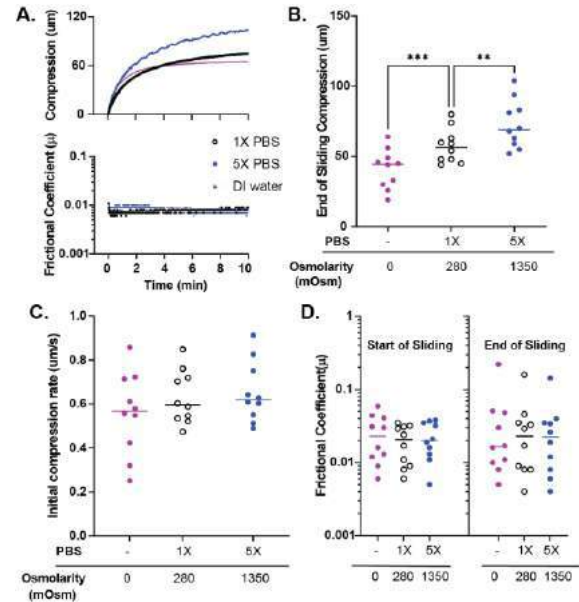 A.
Compression (um)
120
60
0
Frictional Coefficient (μ)
0.1
0.01
0.001
0 2 4 6 8 10
Time (min)
1X PBS
5X PBS
DI water
B.
End of Sliding Compression (um)
150
100
50
0
*** **
PBS - 1X 5X
Osmolarity (mOsm) 0 280 1350
C.
Initial compression rate (um/s)
1.0
0.8
0.6
0.4
0.2
0.0
PBS - 1X 5X
Osmolarity (mOsm) 0 280 1350
D.
Frictional Coefficient(μ)
Start of Sliding End of Sliding
1
0.1
0.01
0.001
- 1X 5X - 1X 5X
0 280 1350 0 280 1350